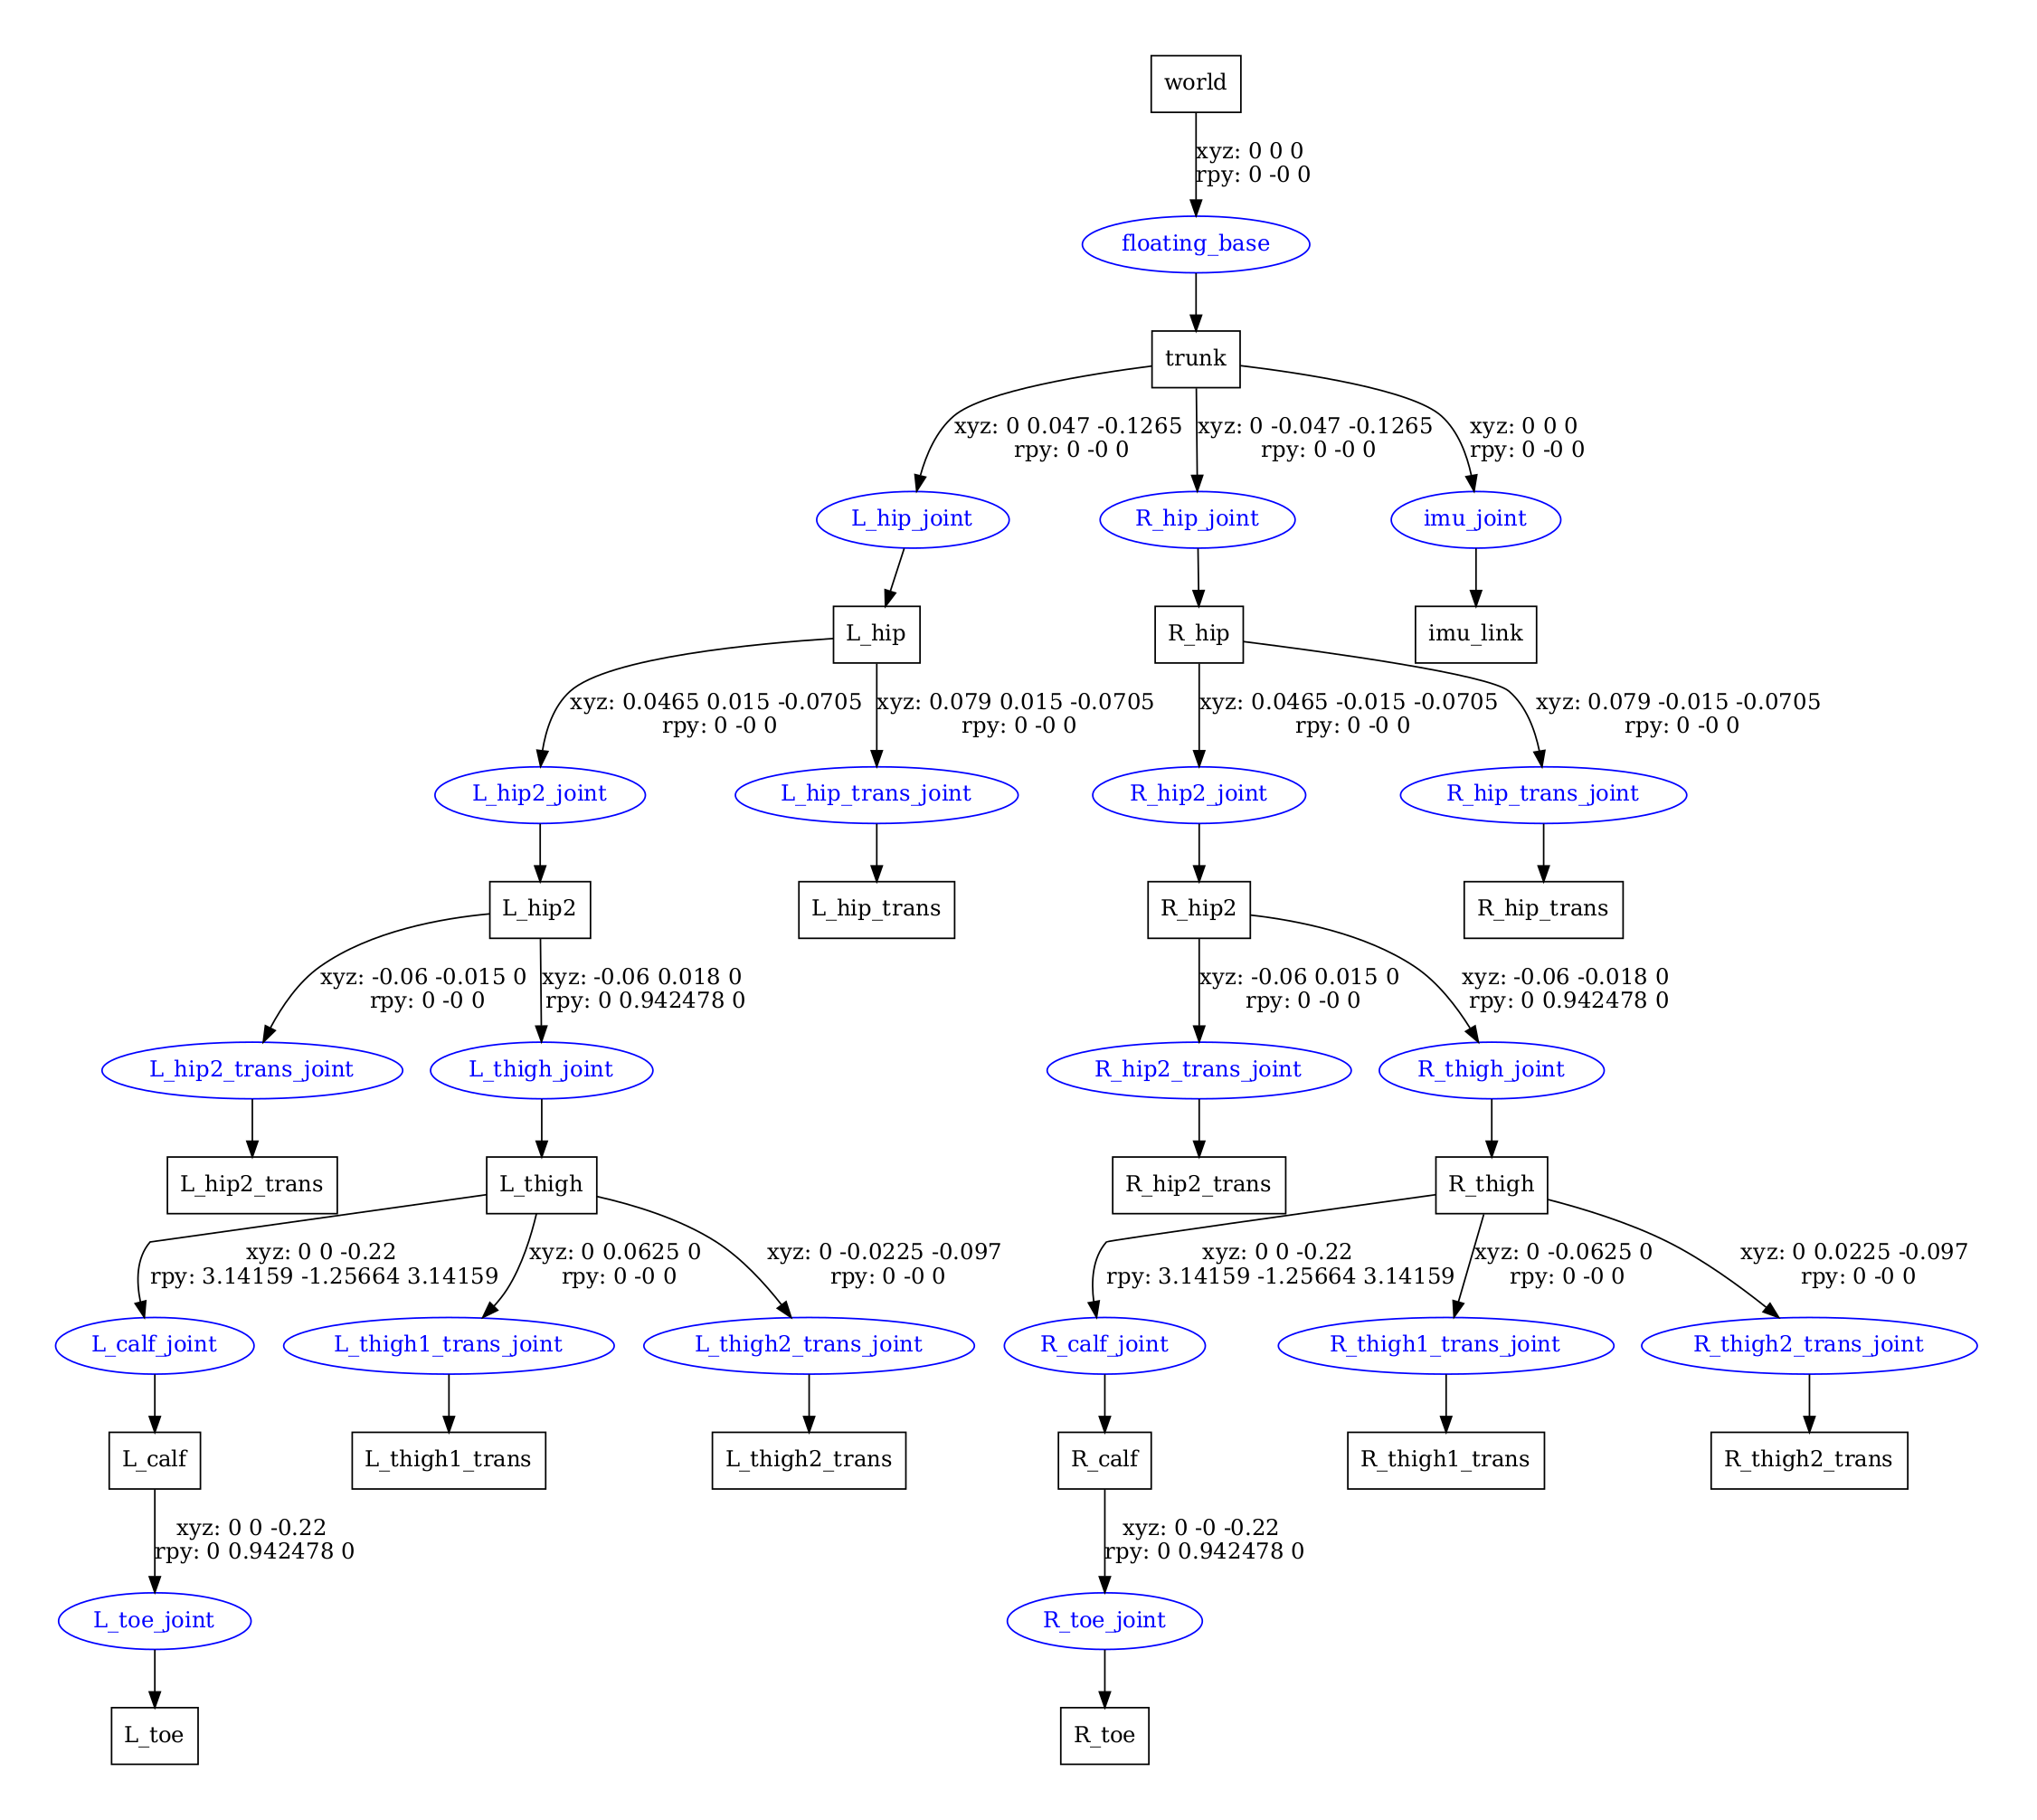 world
xyz: 0 0 0
rpy: 0 -0 0
floating_base
trunk
xyz: 0 0.047 -0.1265
rpy: 0 -0 0
xyz: 0 -0.047 -0.1265
rpy: 0 -0 0
xyz: 0 0 0
rpy: 0 -0 0
L_hip_joint
R_hip_joint
imu_joint
L_hip
R_hip
imu_link
xyz: 0.0465 0.015 -0.0705
rpy: 0 -0 0
xyz: 0.079 0.015 -0.0705
rpy: 0 -0 0
xyz: 0.0465 -0.015 -0.0705
rpy: 0 -0 0
xyz: 0.079 -0.015 -0.0705
rpy: 0 -0 0
L_hip2_joint
L_hip_trans_joint
R_hip2_joint
R_hip_trans_joint
L_hip2
L_hip_trans
R_hip2
R_hip_trans
xyz: -0.06 -0.015 0
rpy: 0 -0 0
xyz: -0.06 0.018 0
rpy: 0 0.942478 0
xyz: -0.06 0.015 0
rpy: 0 -0 0
xyz: -0.06 -0.018 0
rpy: 0 0.942478 0
L_hip2_trans_joint
L_thigh_joint
R_hip2_trans_joint
R_thigh_joint
L_hip2_trans
L_thigh
R_hip2_trans
R_thigh
xyz: 0 0 -0.22
rpy: 3.14159 -1.25664 3.14159
xyz: 0 0.0625 0
rpy: 0 -0 0
xyz: 0 -0.0225 -0.097
rpy: 0 -0 0
xyz: 0 0 -0.22
rpy: 3.14159 -1.25664 3.14159
xyz: 0 -0.0625 0
rpy: 0 -0 0
xyz: 0 0.0225 -0.097
rpy: 0 -0 0
L_calf_joint
L_thigh1_trans_joint
L_thigh2_trans_joint
R_calf_joint
R_thigh1_trans_joint
R_thigh2_trans_joint
L_calf
L_thigh1_trans
L_thigh2_trans
R_calf
R_thigh1_trans
R_thigh2_trans
xyz: 0 0 -0.22
rpy: 0 0.942478 0
xyz: 0 -0 -0.22
rpy: 0 0.942478 0
L_toe_joint
R_toe_joint
L_toe
R_toe